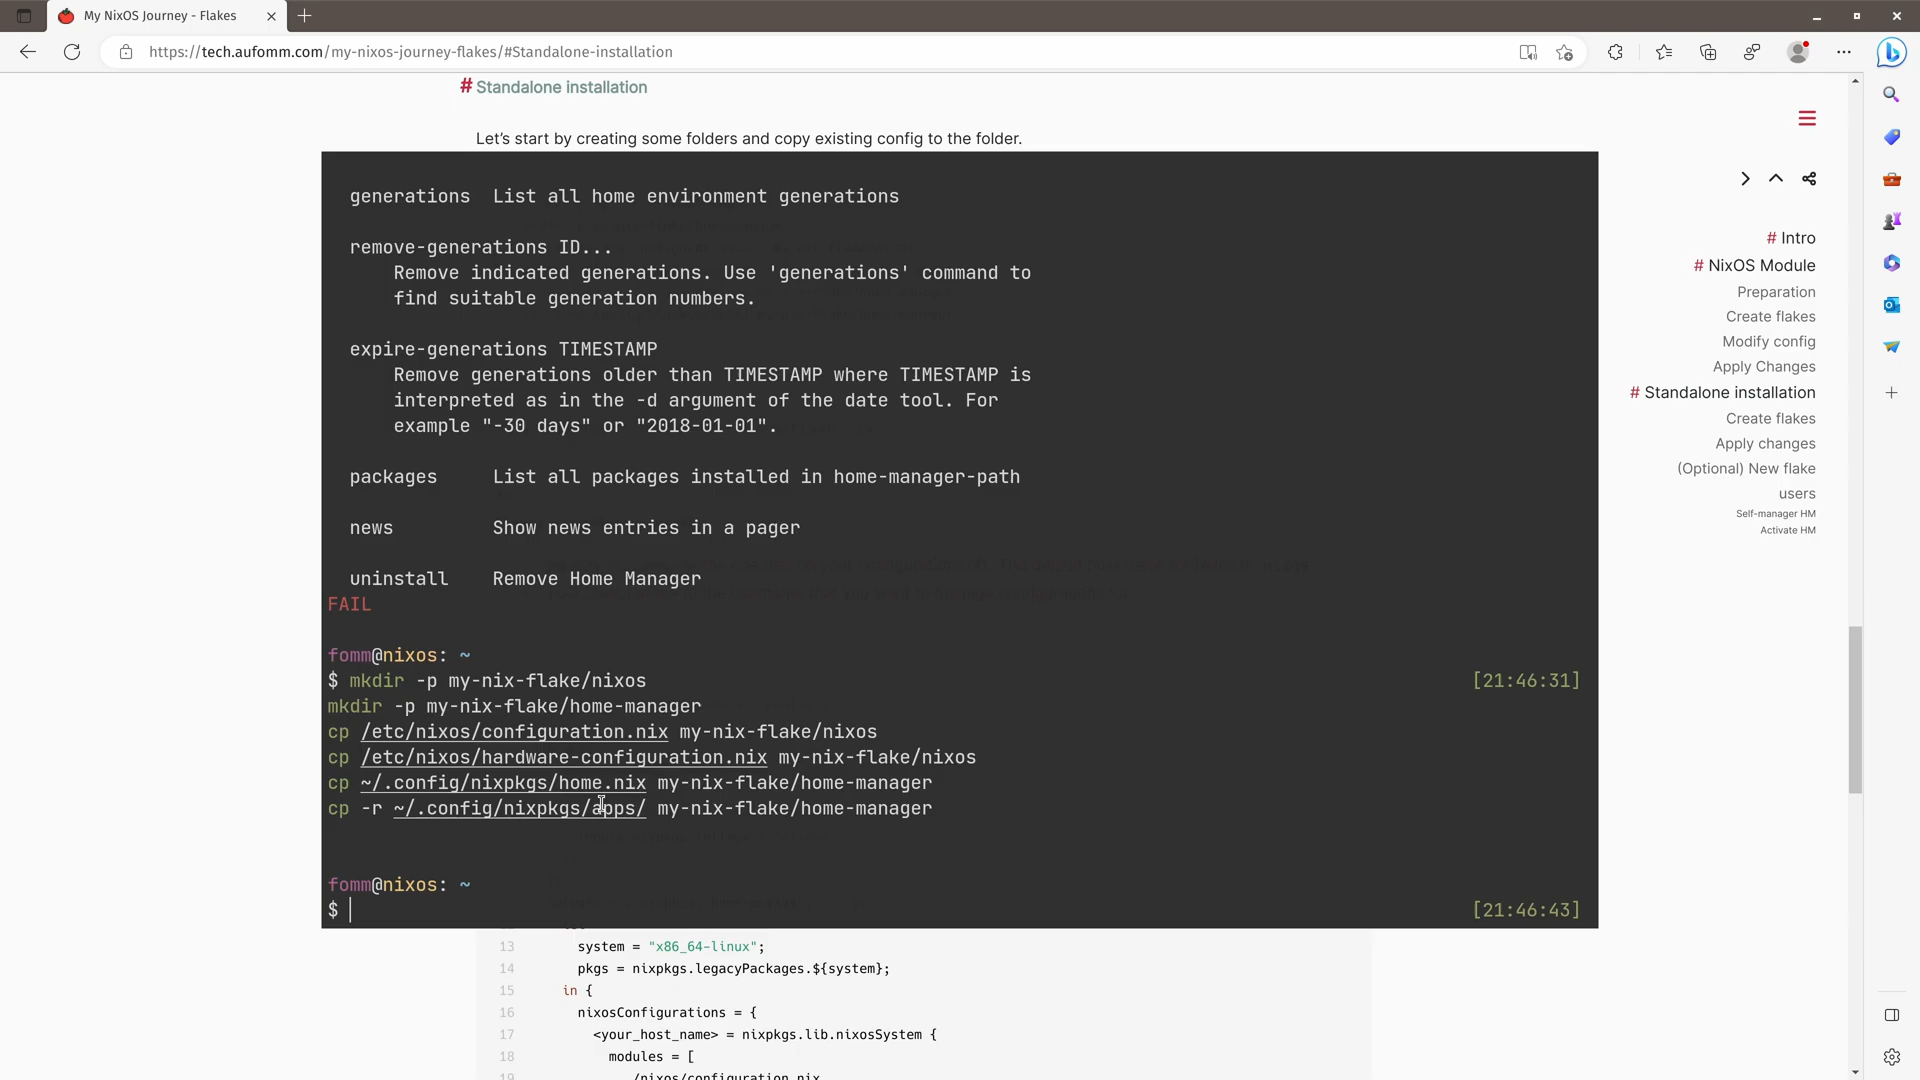 My NixOS Journey - Flakes
https://tech.aufomm.com/my-nixos-journey-flakes/#Standalone-installation
# Standalone installation
Let's start by creating some folders and copy existing config to the folder.
generations  List all home environment generations
remove-generations ID...
Remove indicated generations. Use 'generations' command to
find suitable generation numbers.
expire-generations TIMESTAMP
Remove generations older than TIMESTAMP where TIMESTAMP is
interpreted as in the -d argument of the date tool. For
example "-30 days" or "2018-01-01".
packages     List all packages installed in home-manager-path
news         Show news entries in a pager
uninstall    Remove Home Manager
FAIL
fomm@nixos: ~
$ mkdir -p my-nix-flake/nixos [21:46:31]
mkdir -p my-nix-flake/home-manager
cp /etc/nixos/configuration.nix my-nix-flake/nixos
cp /etc/nixos/hardware-configuration.nix my-nix-flake/nixos
cp ~/.config/nixpkgs/home.nix my-nix-flake/home-manager
cp -r ~/.config/nixpkgs/apps/ my-nix-flake/home-manager
fomm@nixos: ~
$ [21:46:43]
13 system = "x86_64-linux";
14 pkgs = nixpkgs.legacyPackages.${system};
15 in {
16 nixosConfigurations = {
17 <your_host_name> = nixpkgs.lib.nixosSystem {
18 modules = [
19 ./nixos/configuration.nix
# Intro
# NixOS Module
Preparation
Create flakes
Modify config
Apply Changes
# Standalone installation
Create flakes
Apply changes
(Optional) New flake
users
Self-manager HM
Activate HM